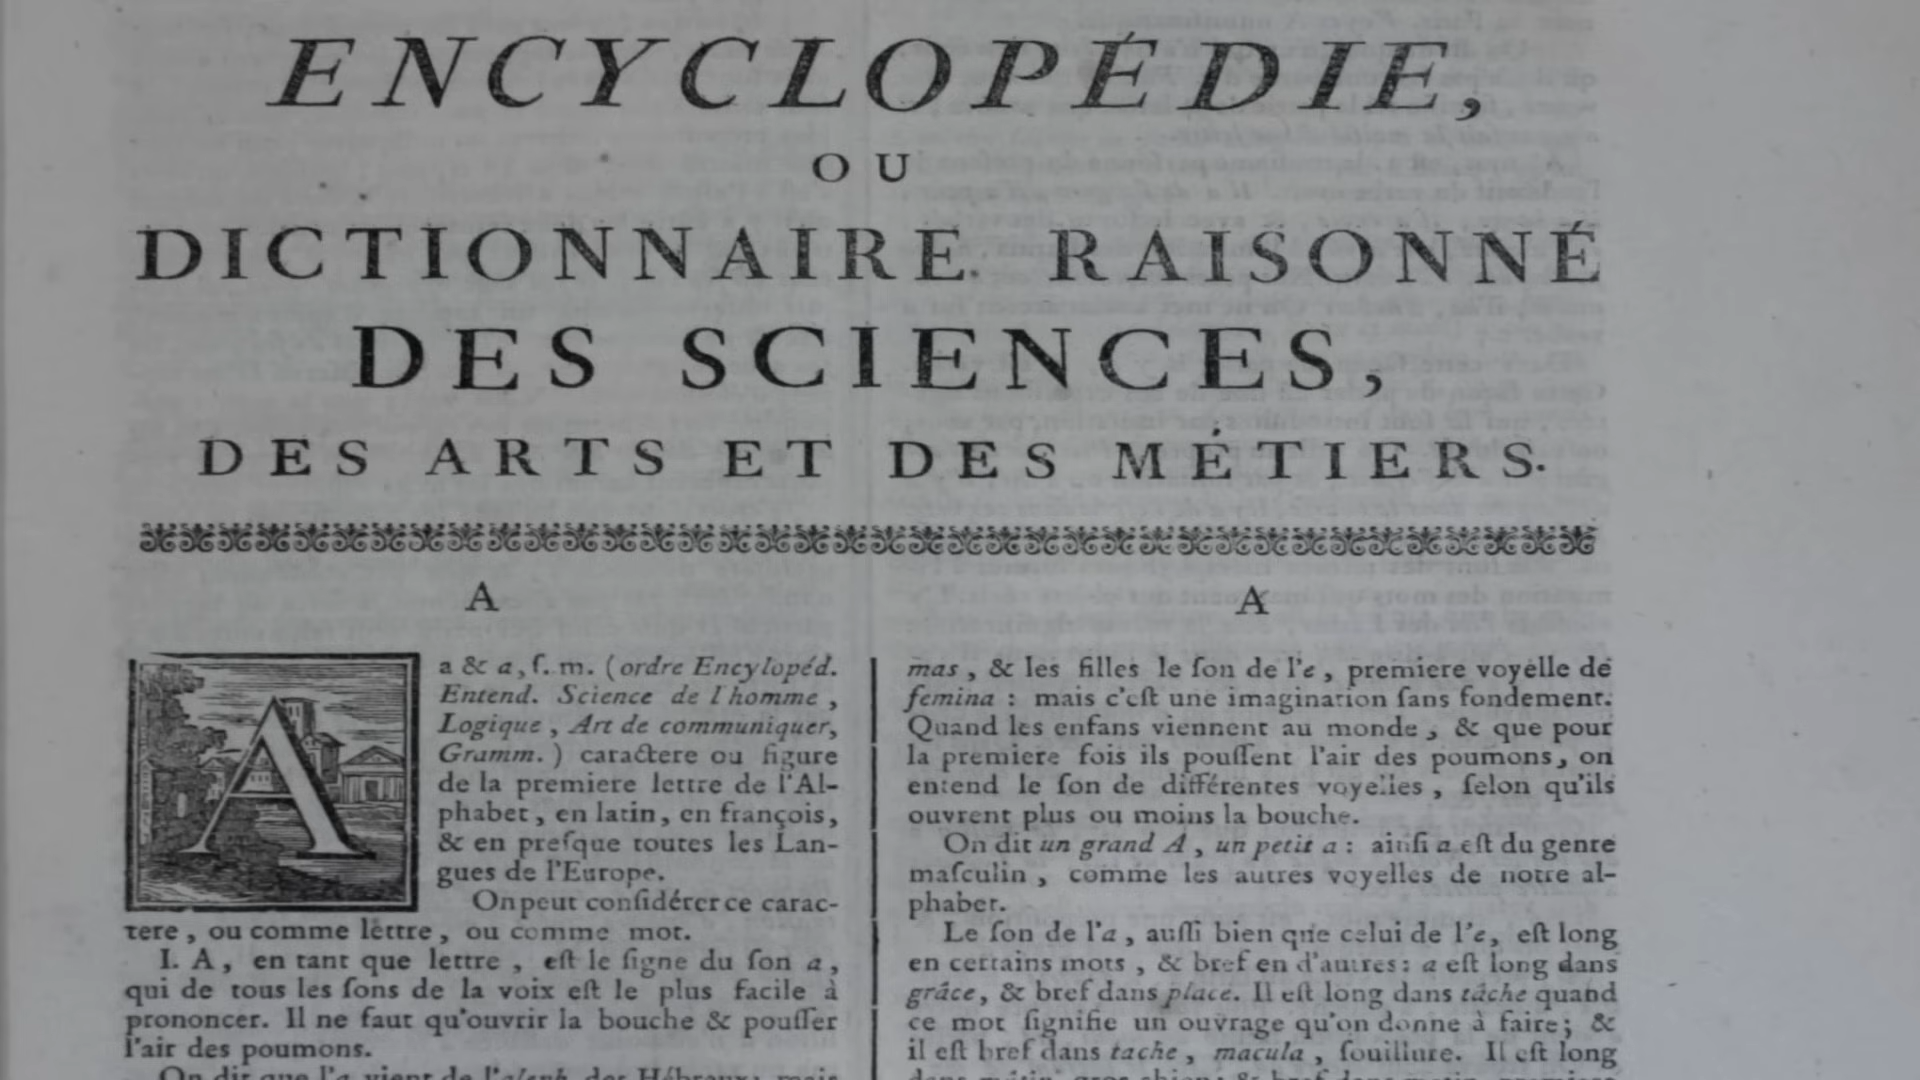 ENCYCLOPÉDIE,
OU
DICTIONNAIRE RAISONNÉ
DES SCIENCES,
DES ARTS ET DES MÉTIERS.
A
A
a & a, ſ. m. (ordre Encylopéd.
Entend. Science de l'homme,
Logique, Art de communiquer,
Gramm.) caractere ou figure
de la premiere lettre de l'Al-
phabet, en latin, en françois,
& en preſque toutes les Lan-
gues de l'Europe.
On peut conſidérer ce carac-
tere, ou comme lettre, ou comme mot.
I. A, en tant que lettre, eſt le ſigne du ſon a,
qui de tous les ſons de la voix eſt le plus facile à
prononcer. Il ne faut qu'ouvrir la bouche & pouſſer
l'air des poumons.
On dit que l'a vient de l'aleph des Hébreux: mais
mas, & les filles le ſon de l'e, premiere voyelle de
femina : mais c'eſt une imagination ſans fondement.
Quand les enfans viennent au monde, & que pour
la premiere fois ils pouſſent l'air des poumons, on
entend le ſon de différentes voyelles, ſelon qu'ils
ouvrent plus ou moins la bouche.
On dit un grand A, un petit a : ainſi a eſt du genre
maſculin, comme les autres voyelles de notre al-
phabet.
Le ſon de l'a, auſſi bien que celui de l'e, eſt long
en certains mots, & bref en d'autres: a eſt long dans
grâce, & bref dans place. Il eſt long dans tâche quand
ce mot ſignifie un ouvrage qu'on donne à faire; &
il eſt bref dans tache, macula, ſouillure. Il eſt long